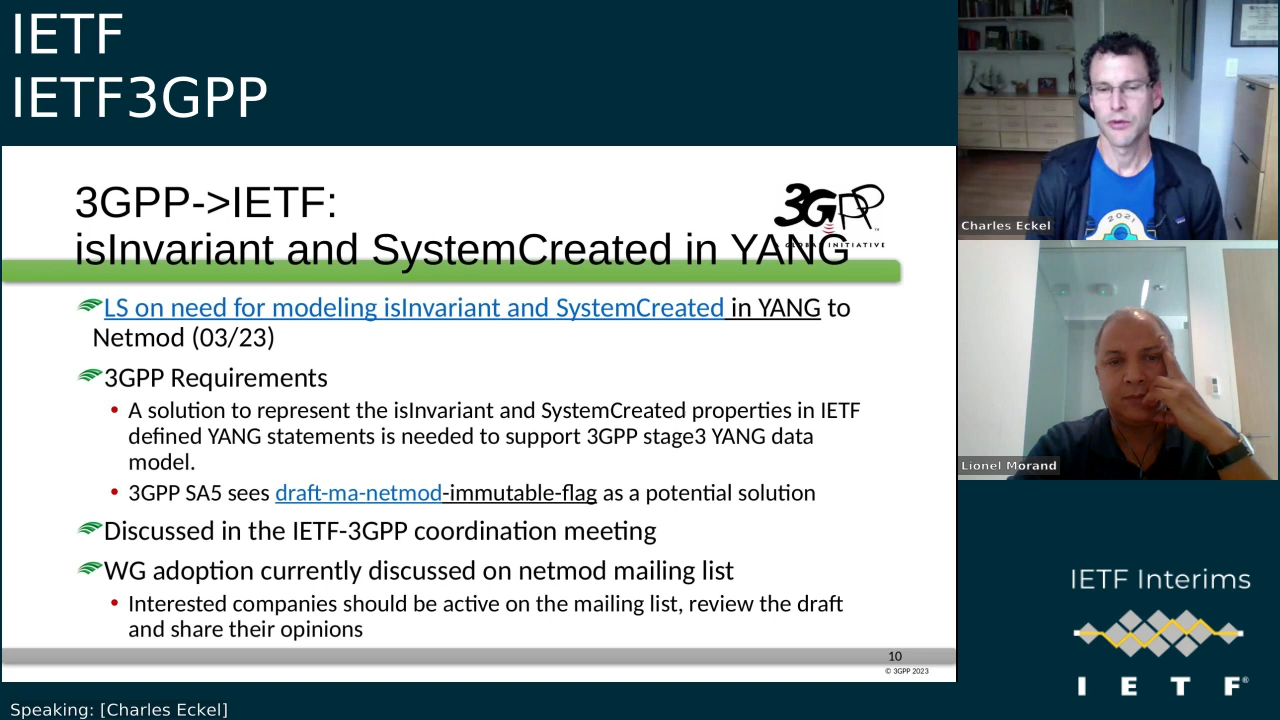 IETF
IETF3GPP
3GPP->IETF:
isInvariant and SystemCreated in YANG
3GPP
A GLOBAL INITIATIVE
LS on need for modeling isInvariant and SystemCreated in YANG to
Netmod (03/23)
3GPP Requirements
• A solution to represent the isInvariant and SystemCreated properties in IETF
defined YANG statements is needed to support 3GPP stage3 YANG data
model.
• 3GPP SA5 sees draft-ma-netmod-immutable-flag as a potential solution
Discussed in the IETF-3GPP coordination meeting
WG adoption currently discussed on netmod mailing list
• Interested companies should be active on the mailing list, review the draft
and share their opinions
10
© 3GPP 2023
Speaking: [Charles Eckel]
2021
Charles Eckel
Lionel Morand
IETF Interims
I E T F®